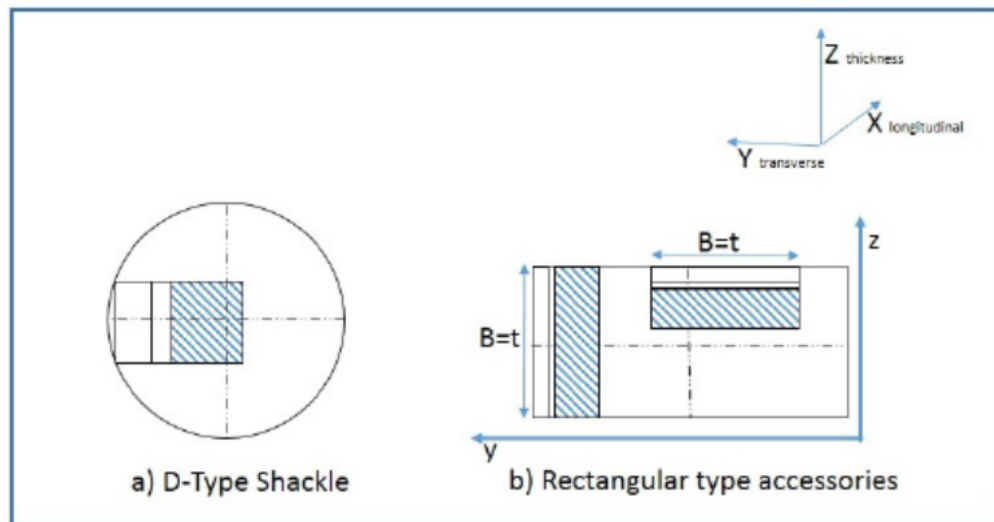 Z thickness
X longitudinal
Y transverse
B=t
z
B=t
y
a) D-Type Shackle
b) Rectangular type accessories